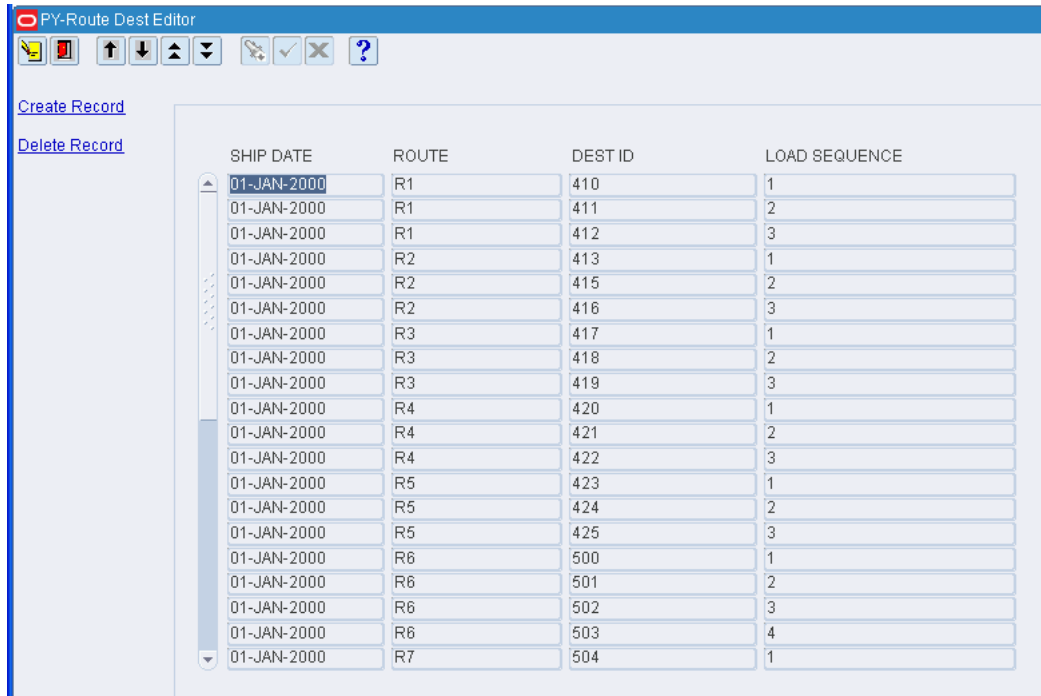 PY-Route Dest Editor
?
Create Record
Delete Record
SHIP DATE ROUTE DEST ID LOAD SEQUENCE
01-JAN-2000 R1 410 1
01-JAN-2000 R1 411 2
01-JAN-2000 R1 412 3
01-JAN-2000 R2 413 1
01-JAN-2000 R2 415 2
01-JAN-2000 R2 416 3
01-JAN-2000 R3 417 1
01-JAN-2000 R3 418 2
01-JAN-2000 R3 419 3
01-JAN-2000 R4 420 1
01-JAN-2000 R4 421 2
01-JAN-2000 R4 422 3
01-JAN-2000 R5 423 1
01-JAN-2000 R5 424 2
01-JAN-2000 R5 425 3
01-JAN-2000 R6 500 1
01-JAN-2000 R6 501 2
01-JAN-2000 R6 502 3
01-JAN-2000 R6 503 4
01-JAN-2000 R7 504 1